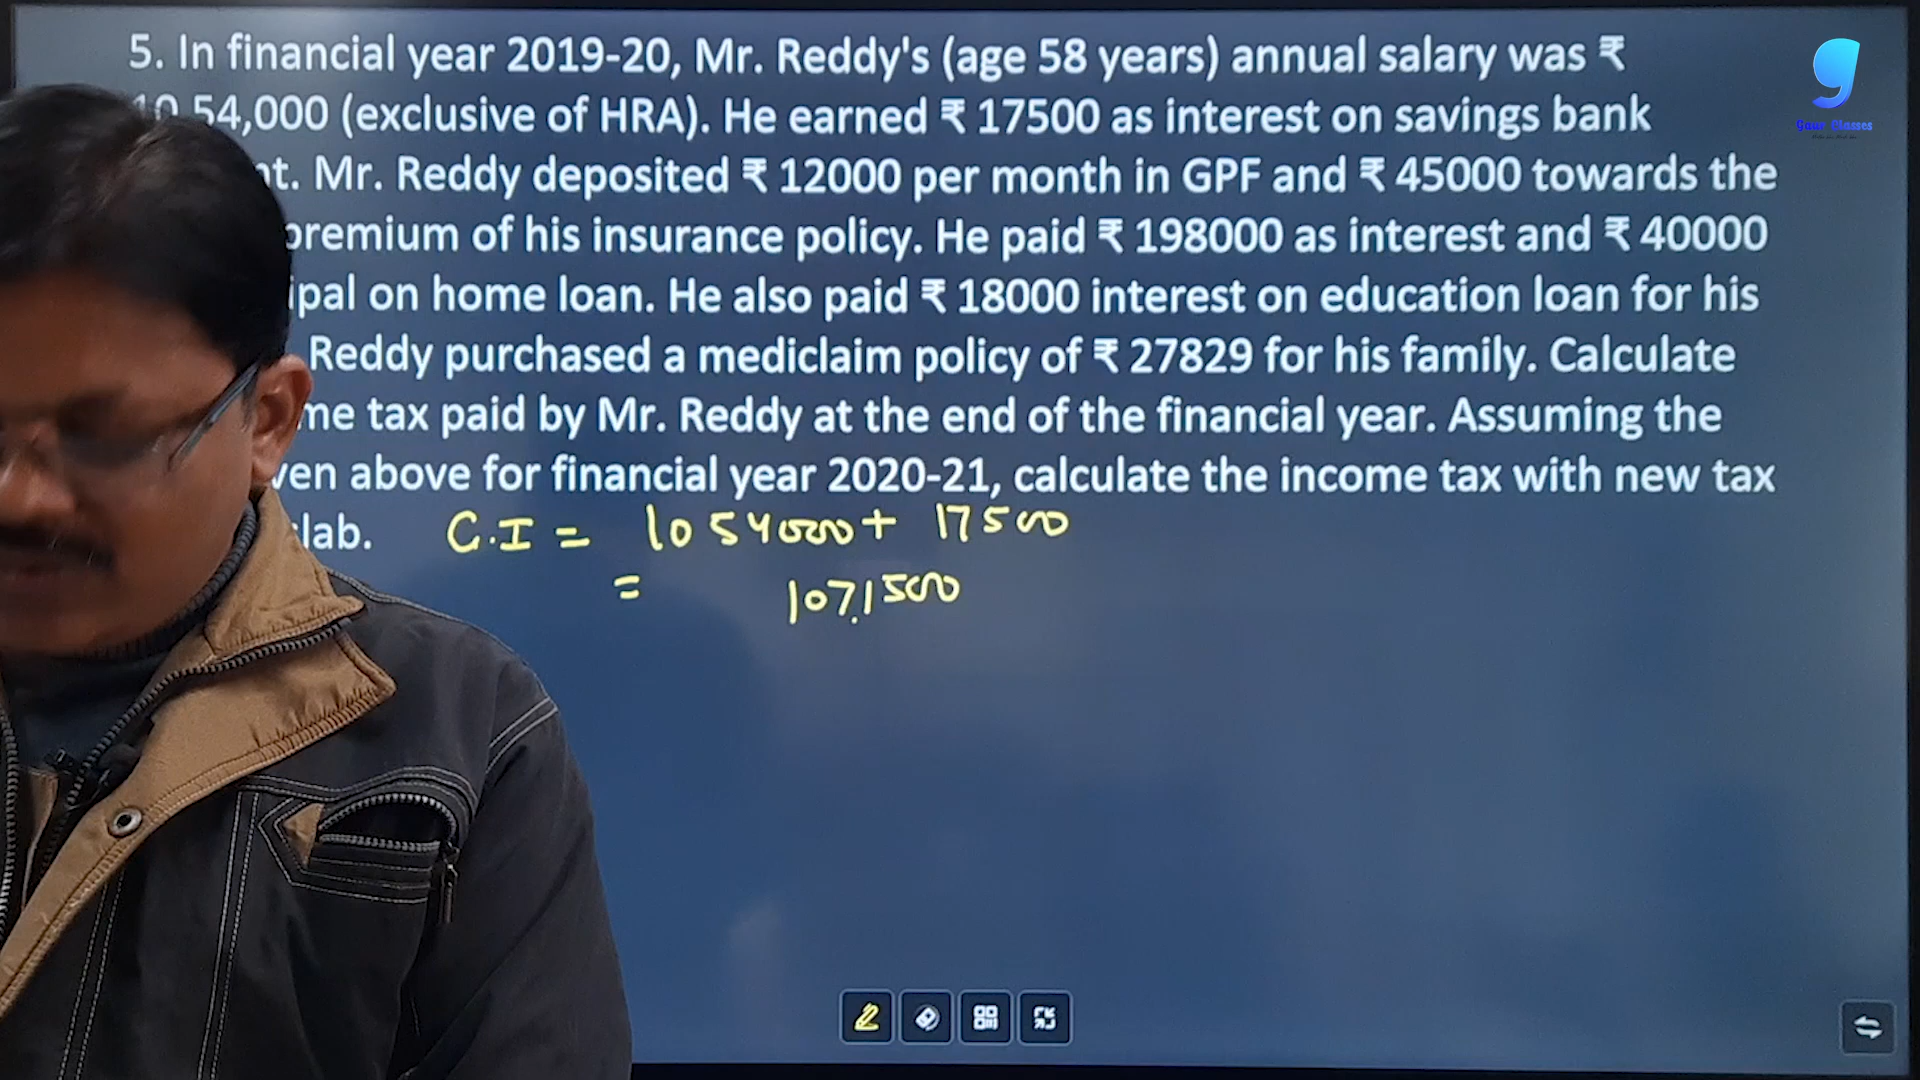 5. In financial year 2019-20, Mr. Reddy's (age 58 years) annual salary was ₹
10,54,000 (exclusive of HRA). He earned ₹ 17500 as interest on savings bank
Mr. Reddy deposited ₹ 12000 per month in GPF and ₹ 45000 towards the
premium of his insurance policy. He paid ₹ 198000 as interest and ₹ 40000
on home loan. He also paid ₹ 18000 interest on education loan for his
Reddy purchased a mediclaim policy of ₹ 27829 for his family. Calculate
tax paid by Mr. Reddy at the end of the financial year. Assuming the
above for financial year 2020-21, calculate the income tax with new tax
G.I = 1054000 + 17500
= 1071500
g
Gaur Classes